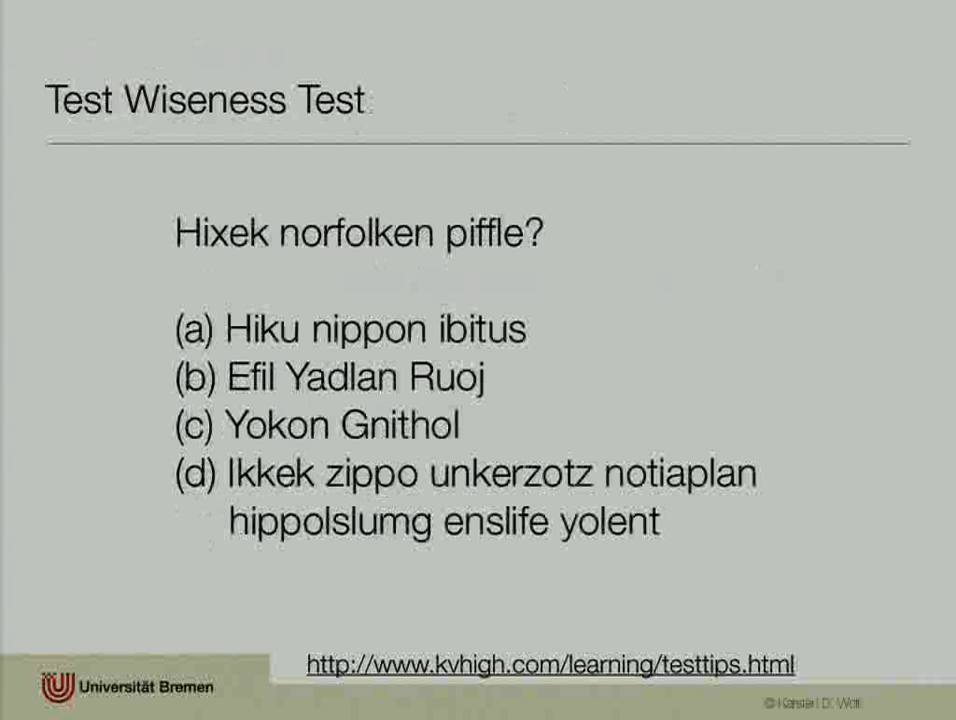 Test Wiseness Test
Hixek norfolken piffle?
(a) Hiku nippon ibitus
(b) Efil Yadlan Ruoj
(c) Yokon Gnithol
(d) Ikkek zippo unkerzotz notiaplan
hippolslumg enslife yolent
http://www.kvhigh.com/learning/testtips.html
Universität Bremen
©